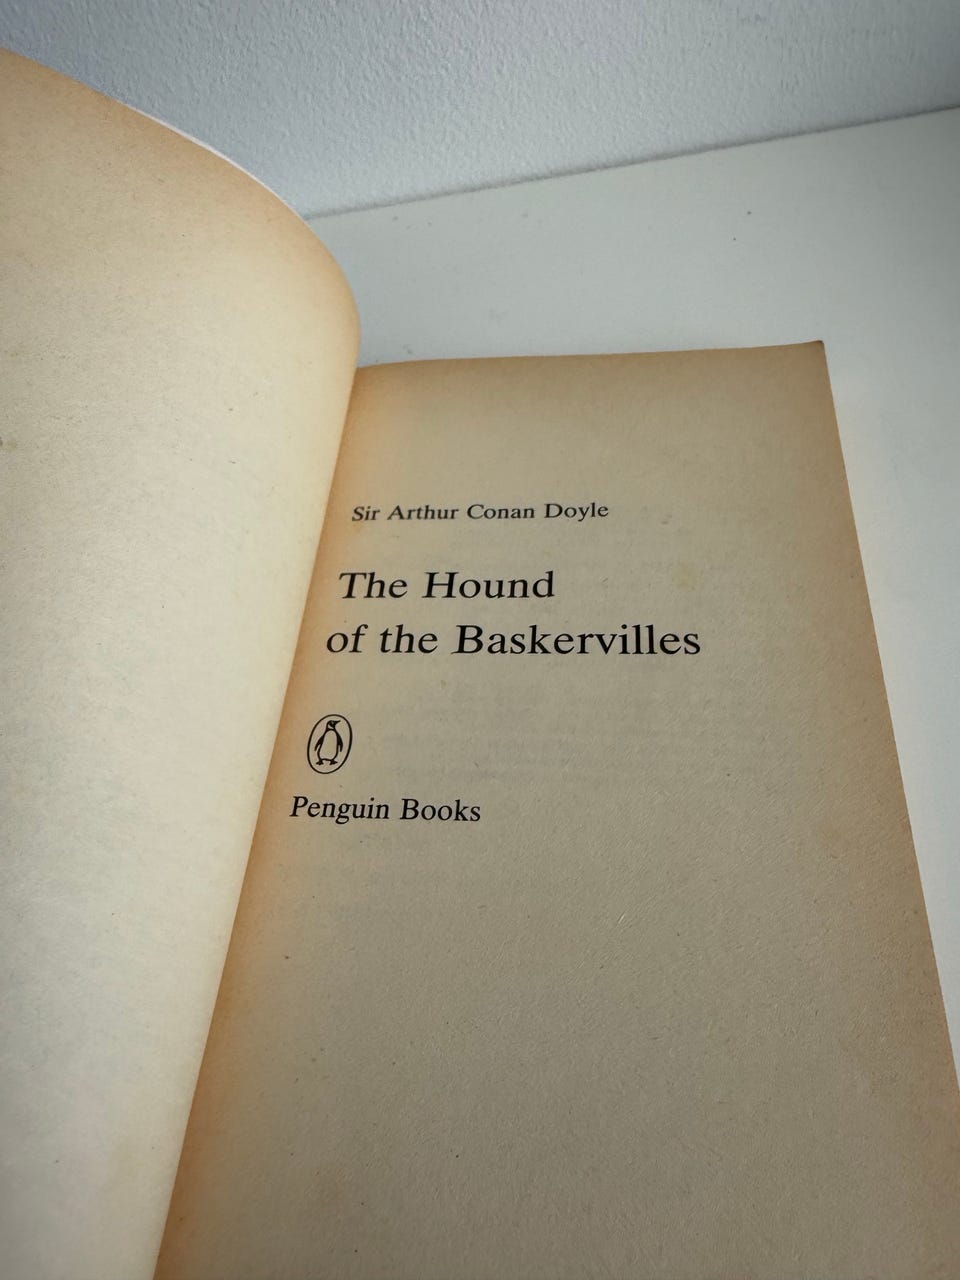 Sir Arthur Conan Doyle
The Hound
of the Baskervilles
Penguin Books